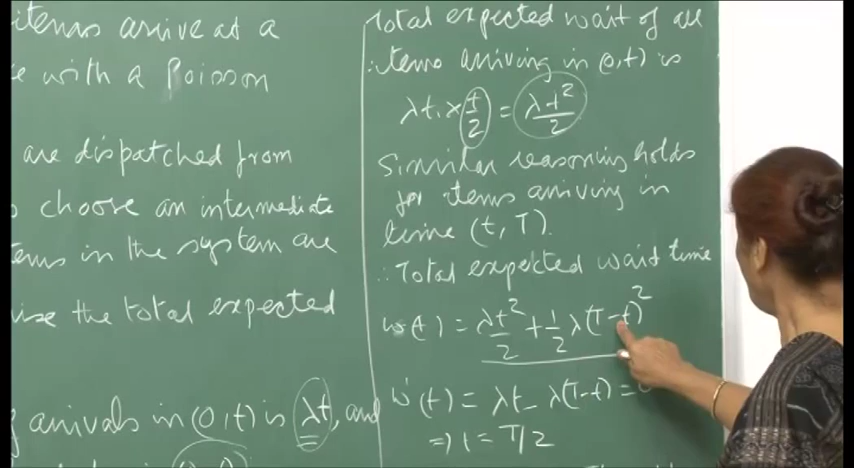 items arrive at a
with a Poisson
are dispatched from
choose an intermediate
items in the system are
the total expected
arrivals in (0,t) is λt, and
Total expected wait of all
items arriving in (0,t) is
λt. × t/2 = λt²/2
Similar reasoning holds
for items arriving in
time (t, T).
∴ Total expected wait time
w(t) = λt²/2 + 1/2 λ(T-t)²
w'(t) = λt - λ(T-t) = 0
⇒ t = T/2